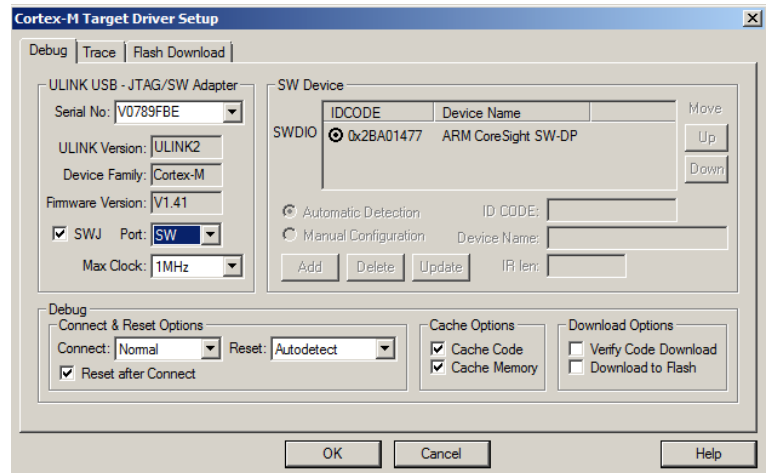 Cortex-M Target Driver Setup
Debug Trace Flash Download
ULINK USB - JTAG/SW Adapter
Serial No: V0789FBE
ULINK Version: ULINK2
Device Family: Cortex-M
Firmware Version: V1.41
SWJ Port: SW
Max Clock: 1MHz
SW Device
IDCODE Device Name
SWDIO 0x2BA01477 ARM CoreSight SW-DP
Move
Up
Down
Automatic Detection ID CODE:
Manual Configuration Device Name:
Add Delete Update IR len:
Debug
Connect & Reset Options
Connect: Normal Reset: Autodetect
Reset after Connect
Cache Options
Cache Code
Cache Memory
Download Options
Verify Code Download
Download to Flash
OK Cancel Help